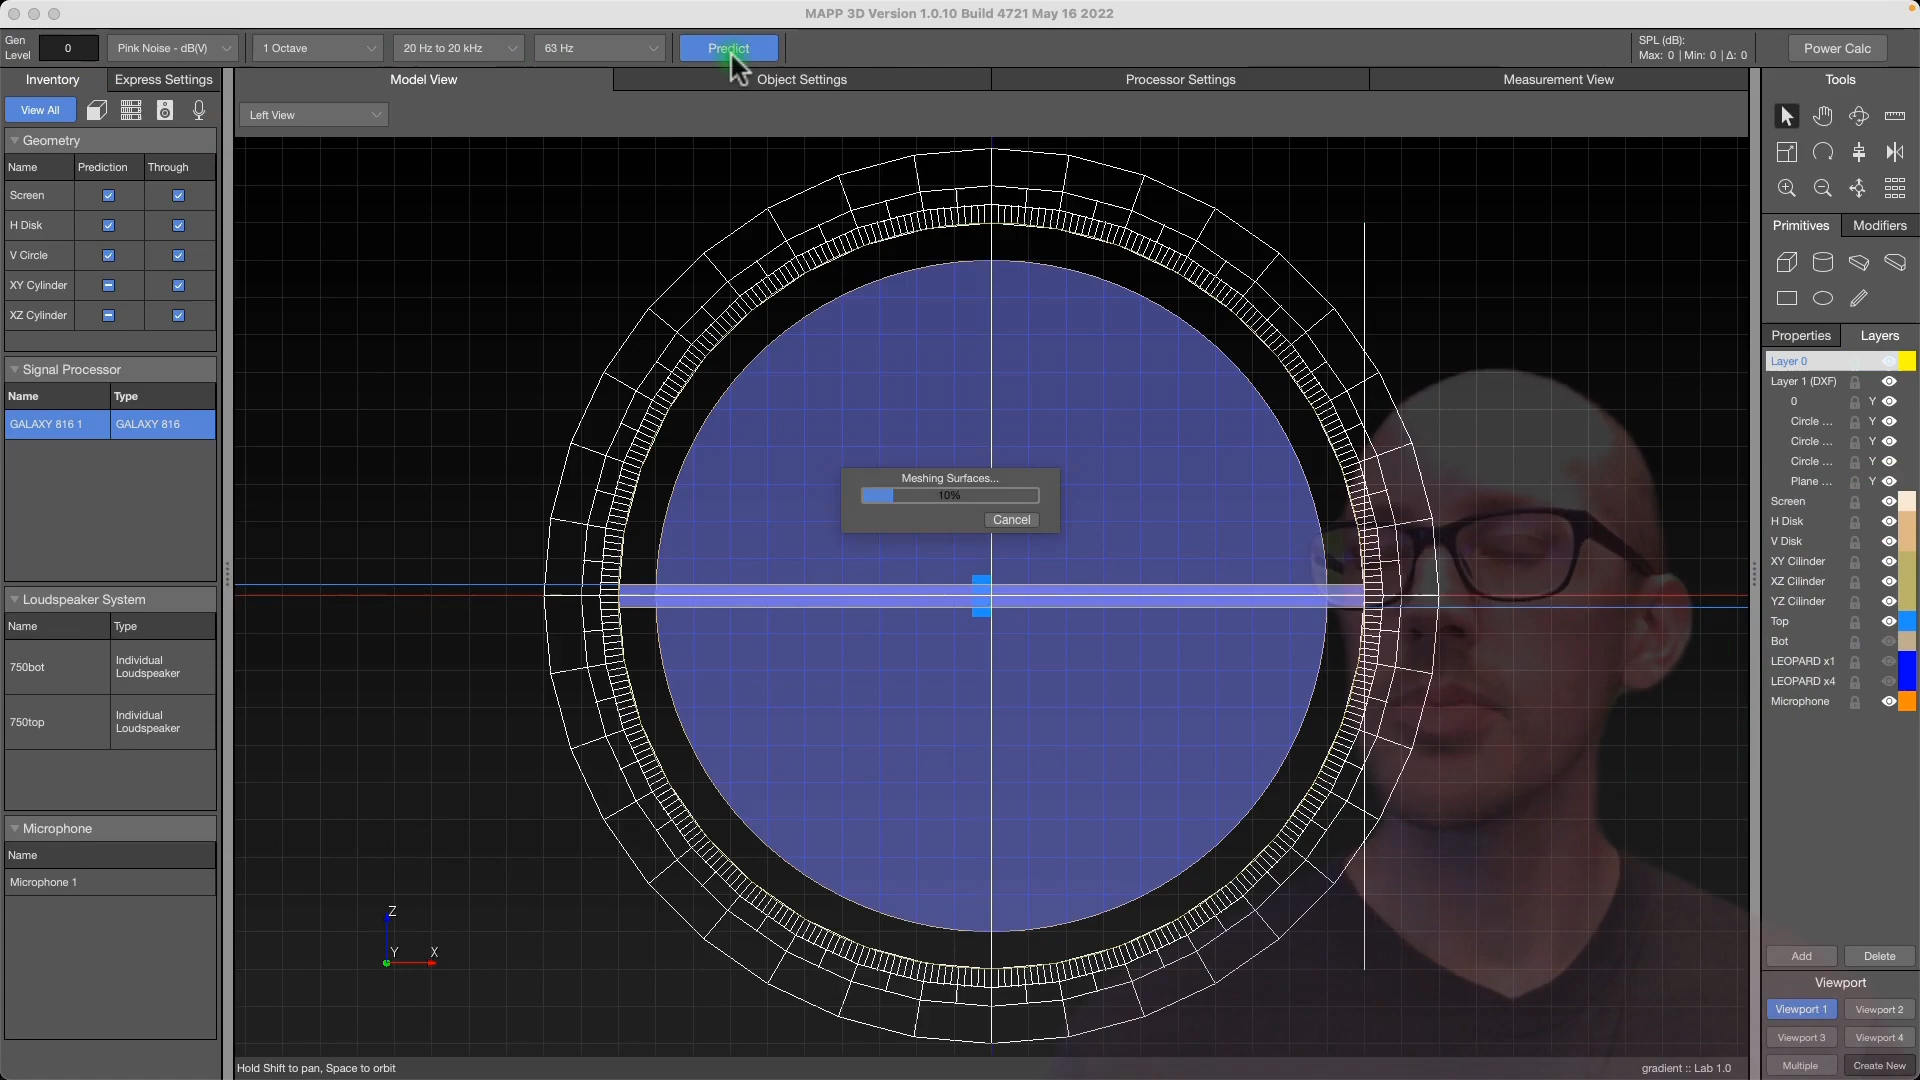 MAPP 3D Version 1.0.10 Build 4721 May 16 2022
Gen
Level
0
Pink Noise - dB(V)
1 Octave
20 Hz to 20 kHz
63 Hz
Predict
SPL (dB):
Max: 0 | Min: 0 | Δ: 0
Power Calc
Inventory
Express Settings
Model View
Object Settings
Processor Settings
Measurement View
Tools
View All
Left View
Geometry
Name Prediction Through
Screen
H Disk
V Circle
XY Cylinder
XZ Cylinder
Signal Processor
Name Type
GALAXY 816 1 GALAXY 816
Loudspeaker System
Name Type
750bot Individual
Loudspeaker
750top Individual
Loudspeaker
Microphone
Name
Microphone 1
Meshing Surfaces...
10%
Cancel
Z
Y
X
Hold Shift to pan, Space to orbit
gradient :: Lab 1.0
Primitives
Modifiers
Properties
Layers
Layer 0
Layer 1 (DXF)
0 Y
Circle ... Y
Circle ... Y
Circle ... Y
Plane ... Y
Screen
H Disk
V Disk
XY Cilinder
XZ Cilinder
YZ Cilinder
Top
Bot
LEOPARD x1
LEOPARD x4
Microphone
Add
Delete
Viewport
Viewport 1
Viewport 2
Viewport 3
Viewport 4
Multiple
Create New